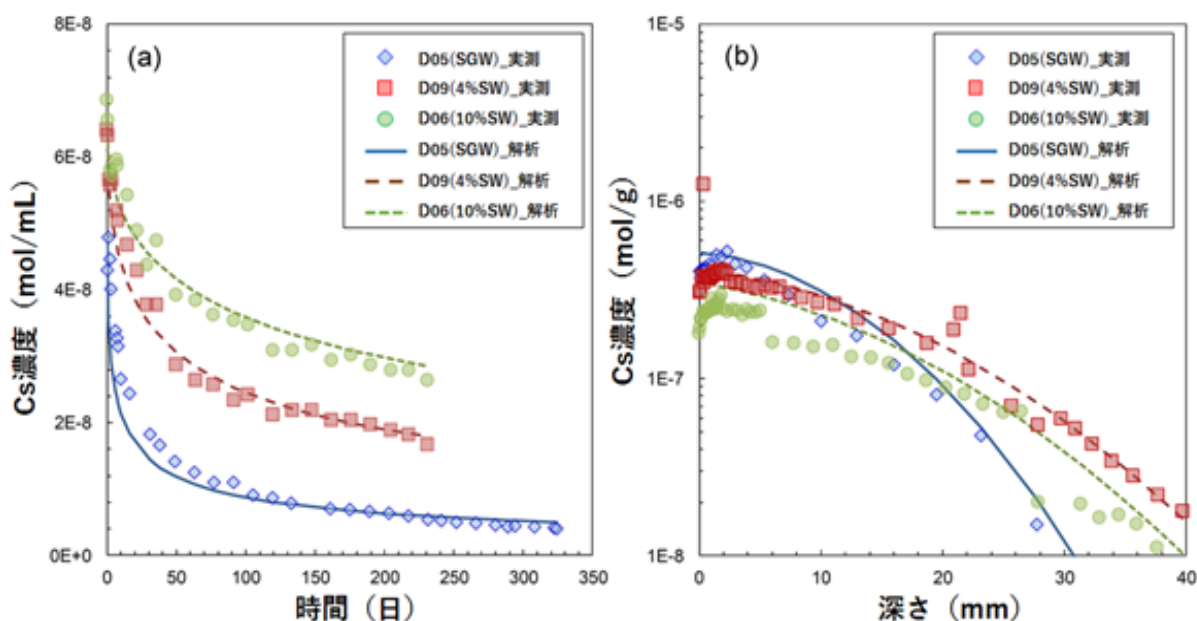 (a)
Cs濃度 (mol/mL)
8E-8
6E-8
4E-8
2E-8
0E+0
0 50 100 150 200 250 300 350
時間（日）
D05(SGW)_実測
D09(4%SW)_実測
D06(10%SW)_実測
D05(SGW)_解析
D09(4%SW)_解析
D06(10%SW)_解析
(b)
Cs濃度 (mol/g)
1E-5
1E-6
1E-7
1E-8
0 10 20 30 40
深さ（mm）
D05(SGW)_実測
D09(4%SW)_実測
D06(10%SW)_実測
D05(SGW)_解析
D09(4%SW)_解析
D06(10%SW)_解析